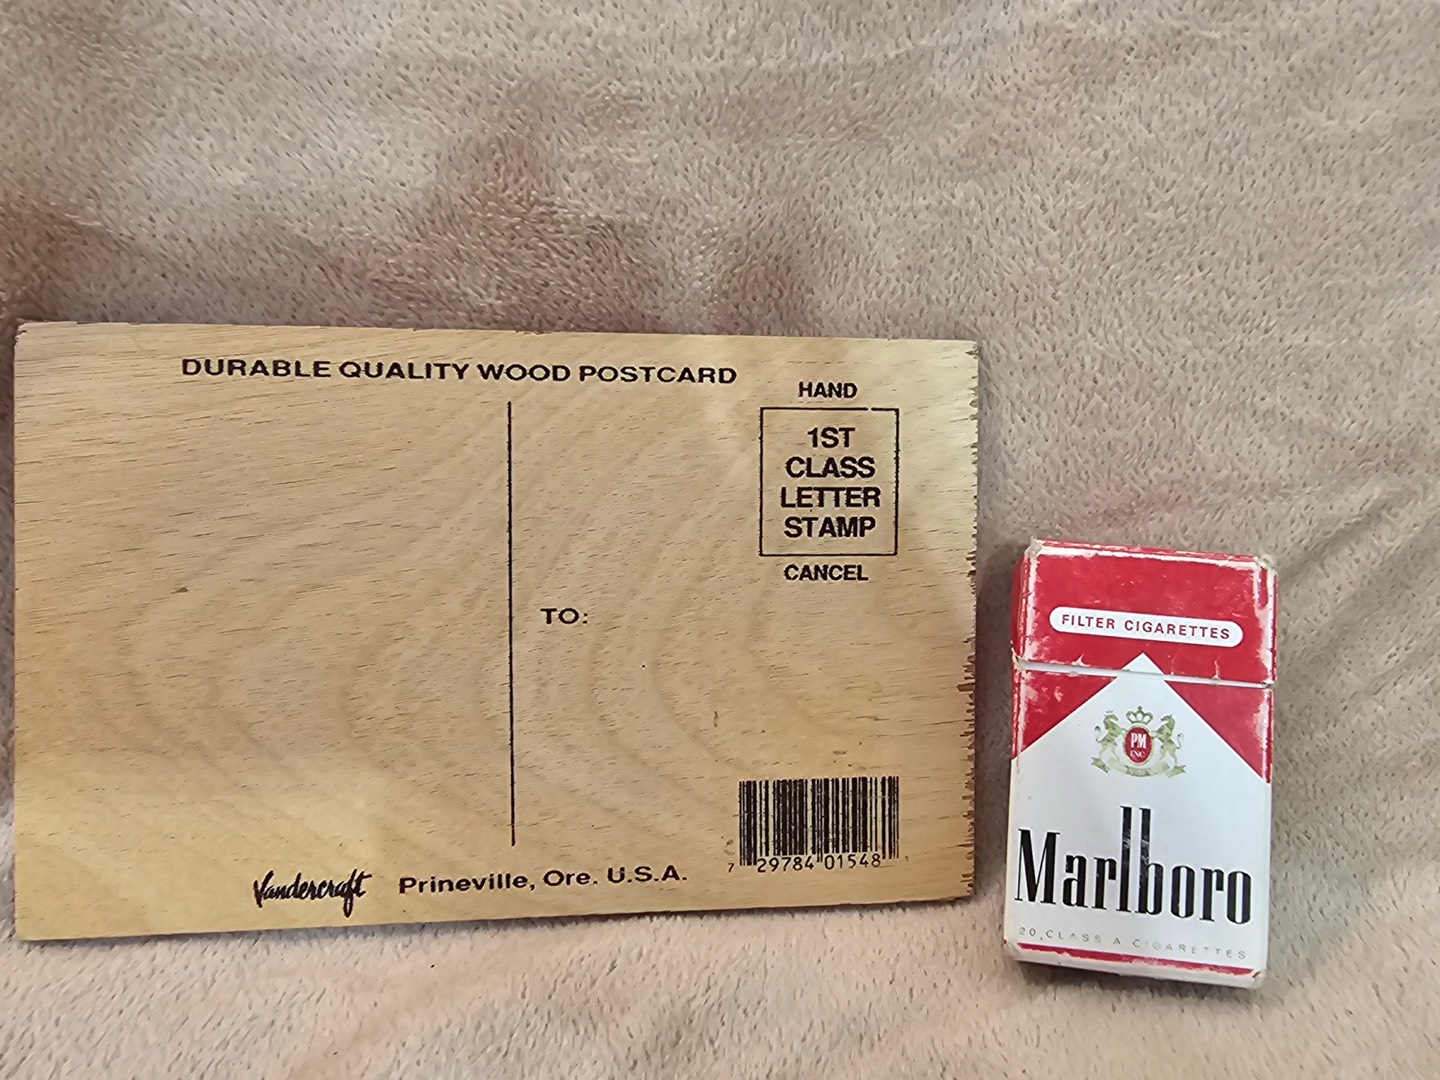 DURABLE QUALITY WOOD POSTCARD
HAND
1ST
CLASS
LETTER
STAMP
CANCEL
TO:
7 29784 01548
Vandercraft Prineville, Ore. U.S.A.
FILTER CIGARETTES
PM
INC
Marlboro
20 CLASS A CIGARETTES